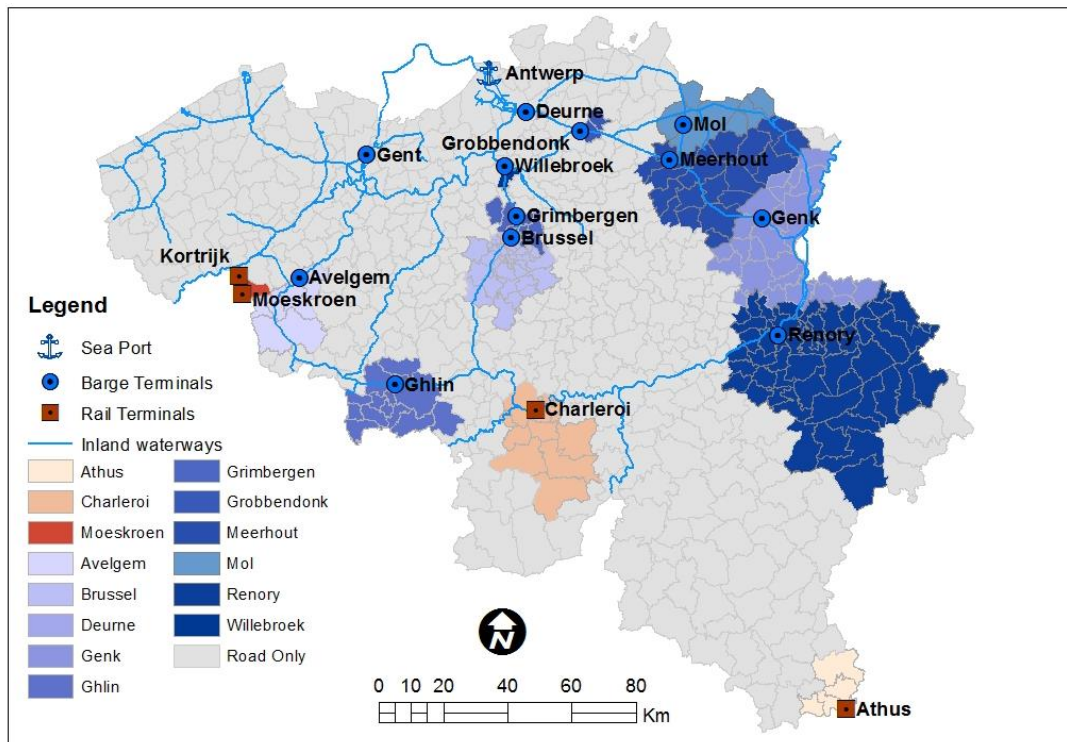 Antwerp
Deurne
Grobbendonk
Mol
Gent
Willebroek
Meerhout
Grimbergen
Genk
Brussel
Kortrijk
Avelgem
Moeskroen
Renory
Ghlin
Charleroi
Athus
Legend
Sea Port
Barge Terminals
Rail Terminals
Inland waterways
Athus
Charleroi
Moeskroen
Avelgem
Brussel
Deurne
Genk
Ghlin
Grimbergen
Grobbendonk
Meerhout
Mol
Renory
Willebroek
Road Only
N
0 10 20 40 60 80
Km